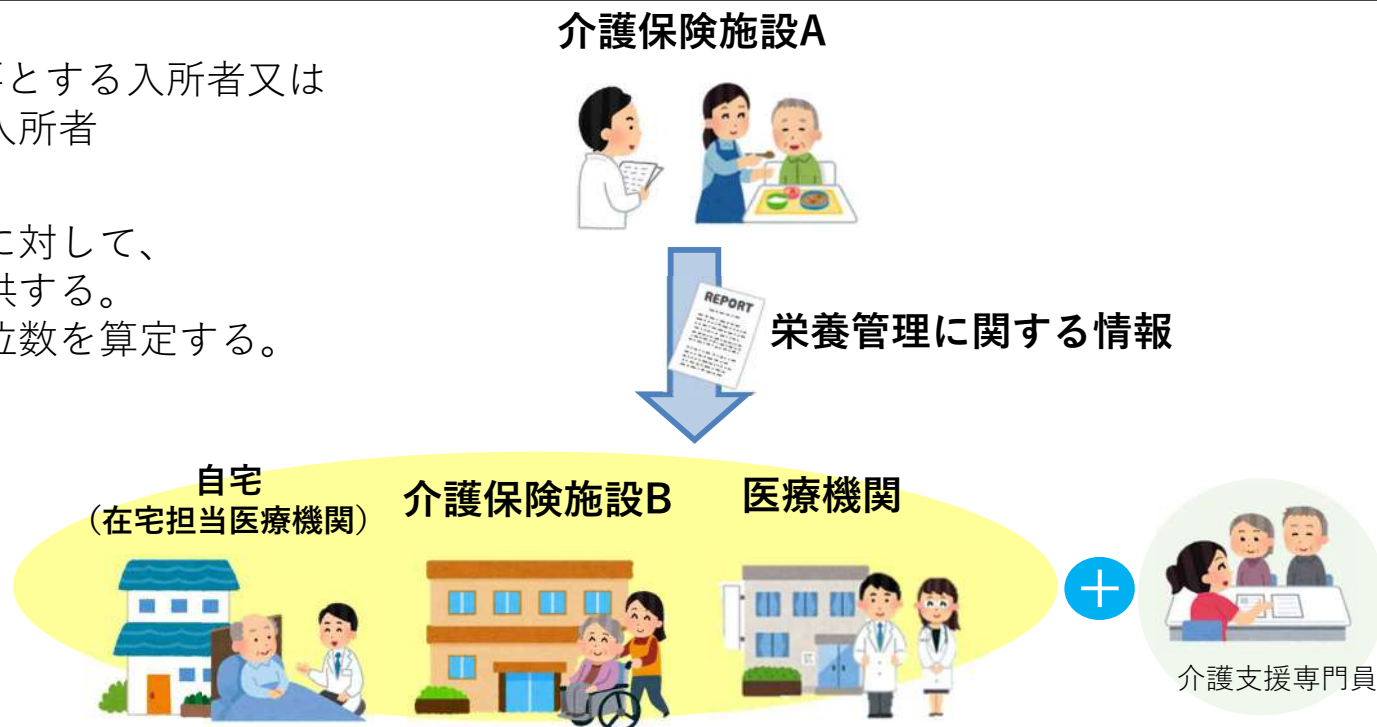 介護保険施設A
要とする入所者又は
入所者
に対して、
供する。
位数を算定する。
REPORT
栄養管理に関する情報
自宅
（在宅担当医療機関）
介護保険施設B
医療機関
＋
介護支援専門員